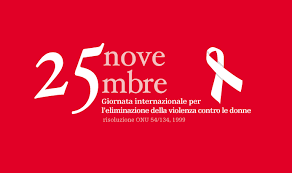 25 nove
mbre
Giornata internazionale per
l'eliminazione della violenza contro le donne
risoluzione ONU 54/134, 1999